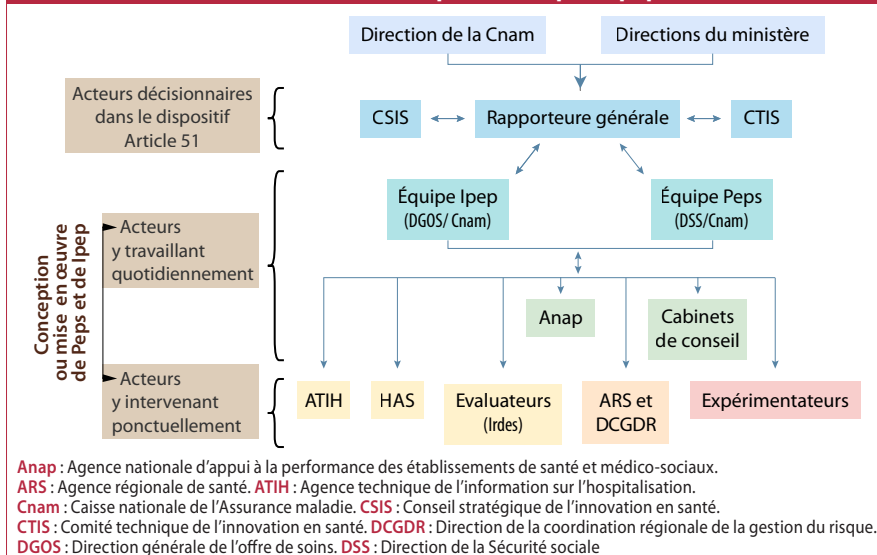 Direction de la Cnam
Directions du ministère
Acteurs décisionnaires
dans le dispositif
Article 51
CSIS
Rapporteure générale
CTIS
Équipe Ipep
(DGOS/ Cnam)
Équipe Peps
(DSS/Cnam)
Conception
ou mise en œuvre
de Peps et de Ipep
Acteurs
y travaillant
quotidiennement
Anap
Cabinets
de conseil
Acteurs
y intervenant
ponctuellement
ATIH
HAS
Evaluateurs
(Irdes)
ARS et
DCGDR
Expérimentateurs
Anap : Agence nationale d'appui à la performance des établissements de santé et médico-sociaux.
ARS : Agence régionale de santé. ATIH : Agence technique de l'information sur l'hospitalisation.
Cnam : Caisse nationale de l'Assurance maladie. CSIS : Conseil stratégique de l'innovation en santé.
CTIS : Comité technique de l'innovation en santé. DCGDR : Direction de la coordination régionale de la gestion du risque.
DGOS : Direction générale de l'offre de soins. DSS : Direction de la Sécurité sociale